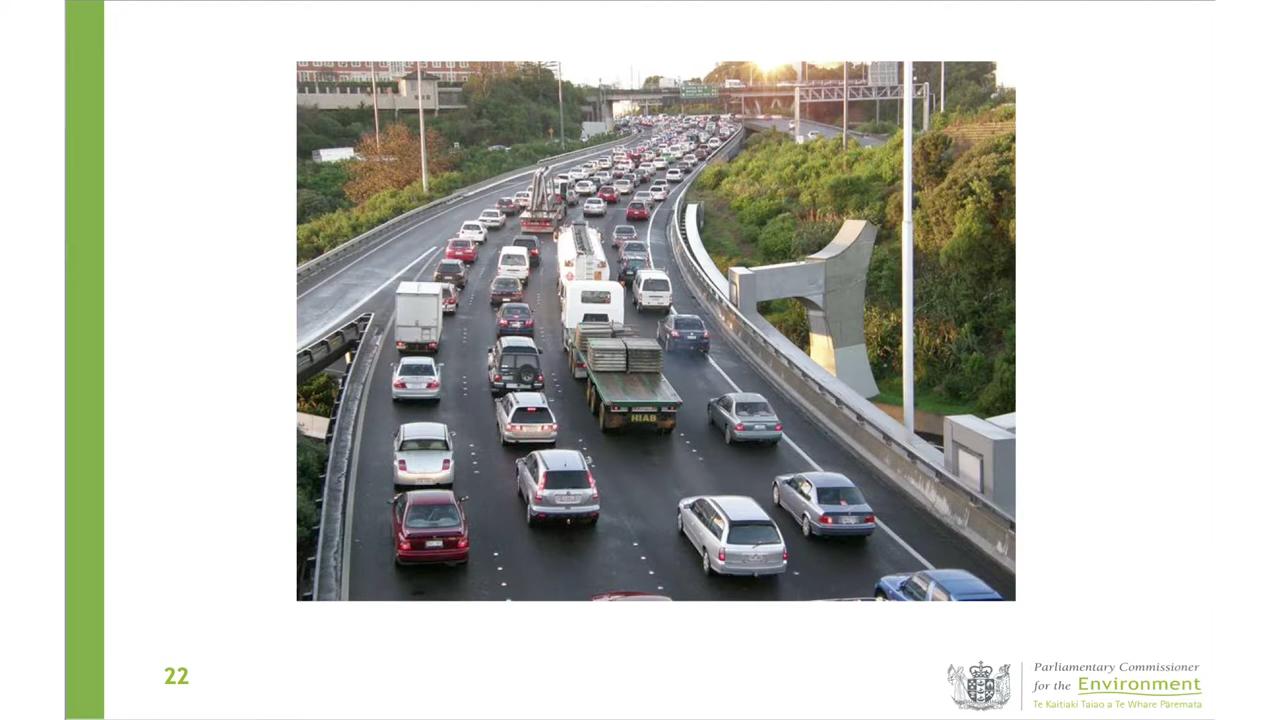 HIAB
22
Parliamentary Commissioner
for the Environment
Te Kaitiaki Taiao a Te Whare Pāremata